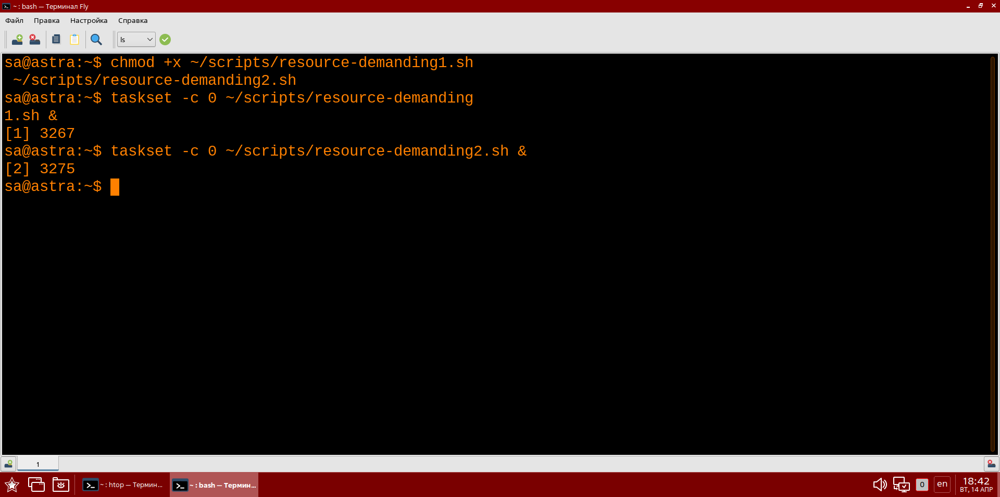 ~ : bash — Терминал Fly
Файл Правка Настройка Справка
ls
sa@astra:~$ chmod +x ~/scripts/resource-demanding1.sh
 ~/scripts/resource-demanding2.sh
sa@astra:~$ taskset -c 0 ~/scripts/resource-demanding
1.sh &
[1] 3267
sa@astra:~$ taskset -c 0 ~/scripts/resource-demanding2.sh &
[2] 3275
sa@astra:~$
1
~ : htop — Термин...
~ : bash — Термин...
0
en
18:42
ВТ, 14 АПР